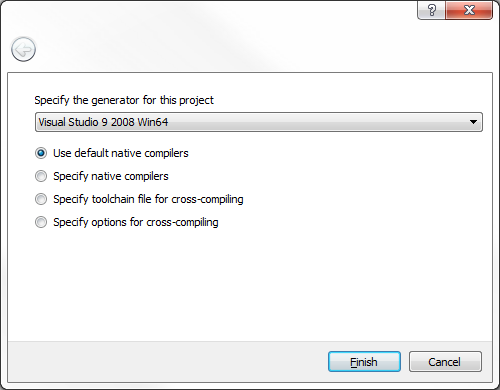 Specify the generator for this project
Visual Studio 9 2008 Win64
Use default native compilers
Specify native compilers
Specify toolchain file for cross-compiling
Specify options for cross-compiling
Finish
Cancel